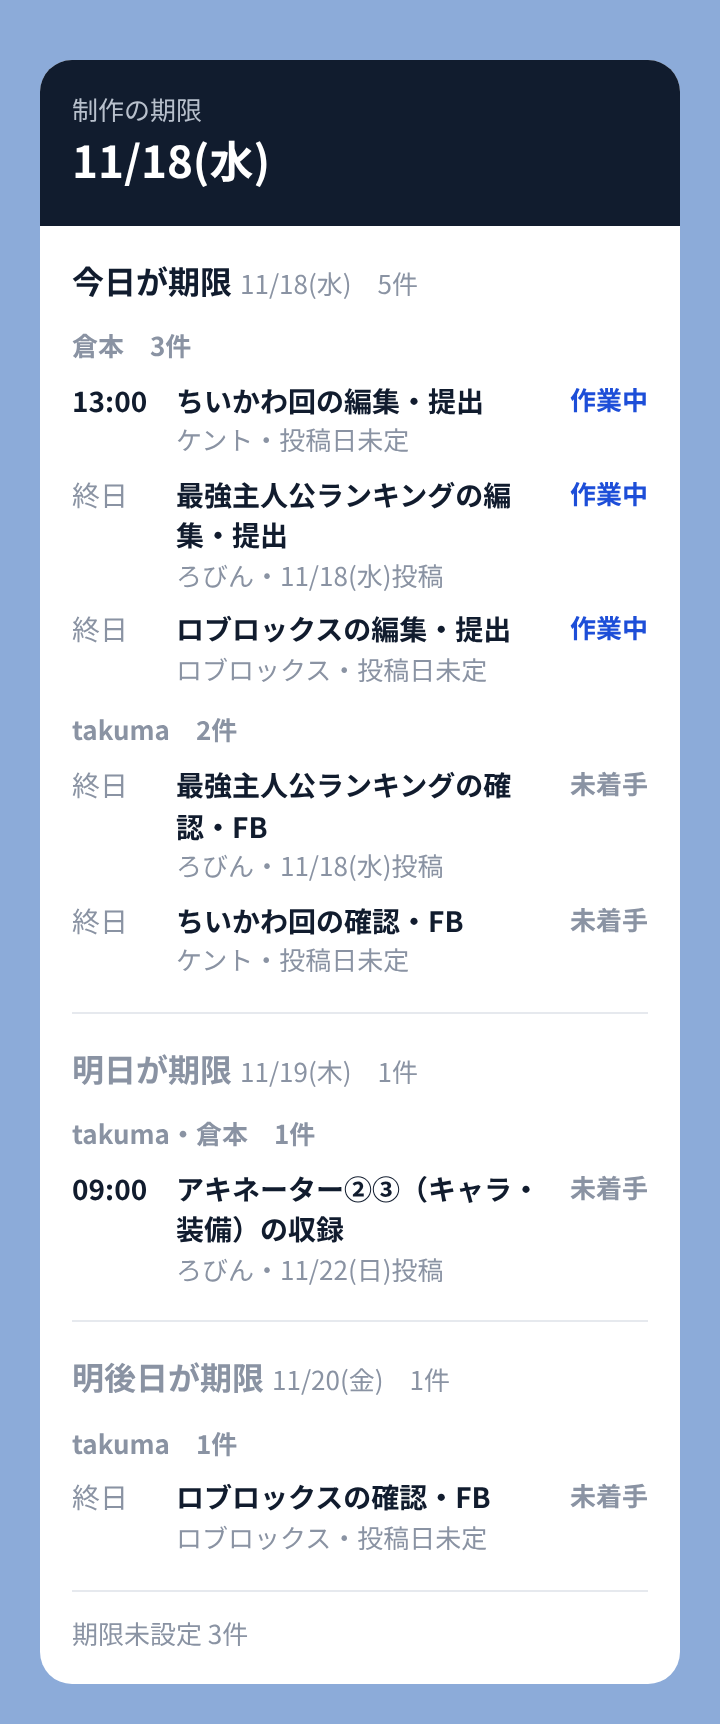 制作の期限
11/18(水)
今日が期限 11/18(水) 5件
倉本 3件
13:00 ちいかわ回の編集・提出 作業中
ケント・投稿日未定
終日 最強主人公ランキングの編 作業中
集・提出
ろびん・11/18(水)投稿
終日 ロブロックスの編集・提出 作業中
ロブロックス・投稿日未定
takuma 2件
終日 最強主人公ランキングの確 未着手
認・FB
ろびん・11/18(水)投稿
終日 ちいかわ回の確認・FB 未着手
ケント・投稿日未定
明日が期限 11/19(木) 1件
takuma・倉本 1件
09:00 アキネーター②③（キャラ・ 未着手
装備）の収録
ろびん・11/22(日)投稿
明後日が期限 11/20(金) 1件
takuma 1件
終日 ロブロックスの確認・FB 未着手
ロブロックス・投稿日未定
期限未設定 3件